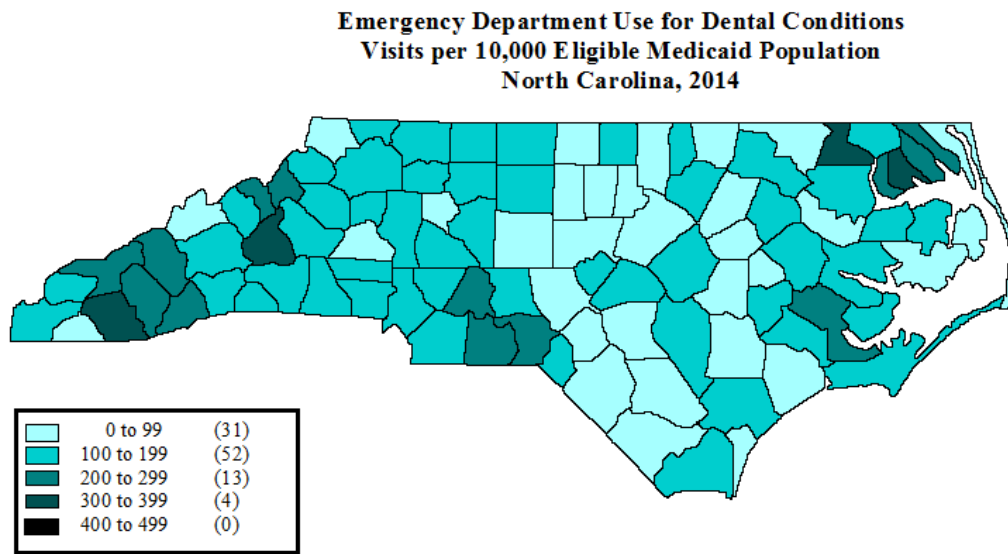 Emergency Department Use for Dental Conditions
Visits per 10,000 Eligible Medicaid Population
North Carolina, 2014
0 to 99 (31)
100 to 199 (52)
200 to 299 (13)
300 to 399 (4)
400 to 499 (0)